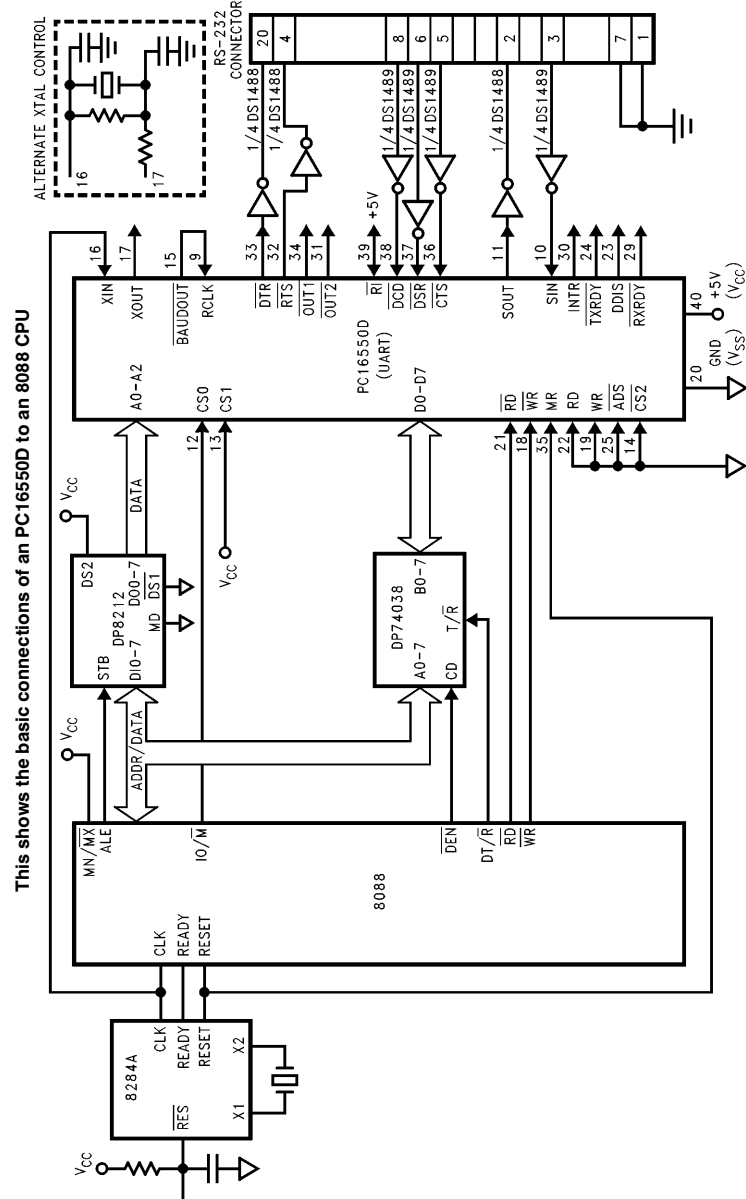 This shows the basic connections of an PC16550D to an 8088 CPU
ALTERNATE XTAL CONTROL
16
17
RS-232
CONNECTOR
20
4
8
6
5
2
3
7
1
1/4 DS1488
1/4 DS1488
1/4 DS1489
1/4 DS1489
1/4 DS1489
1/4 DS1488
1/4 DS1489
16
17
15
9
33
32
34
31
39
+5V
38
37
36
11
10
30
24
23
29
XIN
XOUT
BAUDOUT
RCLK
DTR
RTS
OUT1
OUT2
RI
DCD
DSR
CTS
SOUT
SIN
INTR
TXRDY
DDIS
RXRDY
PC16550D
(UART)
A0-A2
CS0
CS1
D0-D7
RD
WR
MR
RD
WR
ADS
CS2
12
13
21
18
35
22
19
25
14
20
GND
(VSS)
40
+5V
(VCC)
DATA
VCC
VCC
DS2
DP8212
STB
DI0-7
DO0-7
MD
DS1
DP74038
A0-7
B0-7
CD
T/R
VCC
ADDR/DATA
MN/MX
ALE
IO/M
DEN
DT/R
RD
WR
8088
CLK
READY
RESET
8284A
CLK
READY
RESET
RES
X1
X2
VCC